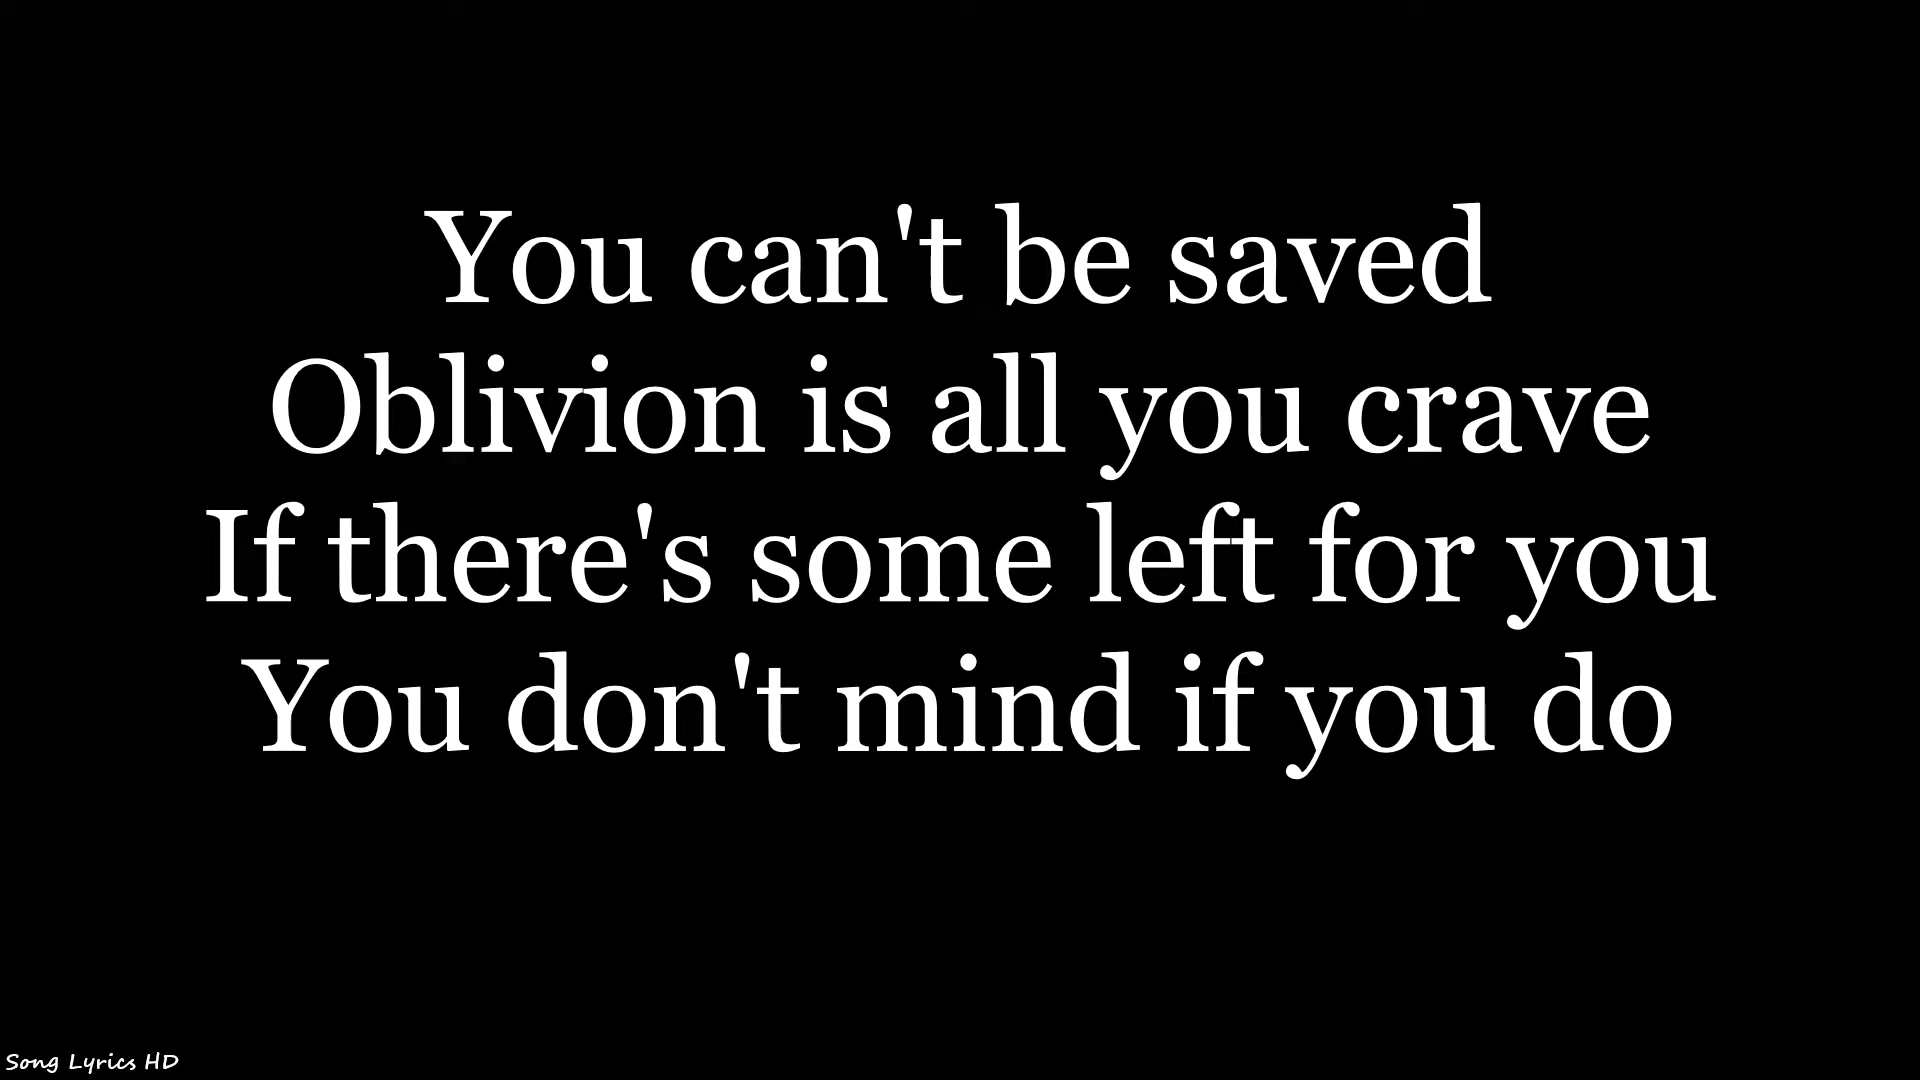 You can't be saved
Oblivion is all you crave
If there's some left for you
You don't mind if you do
Song Lyrics HD